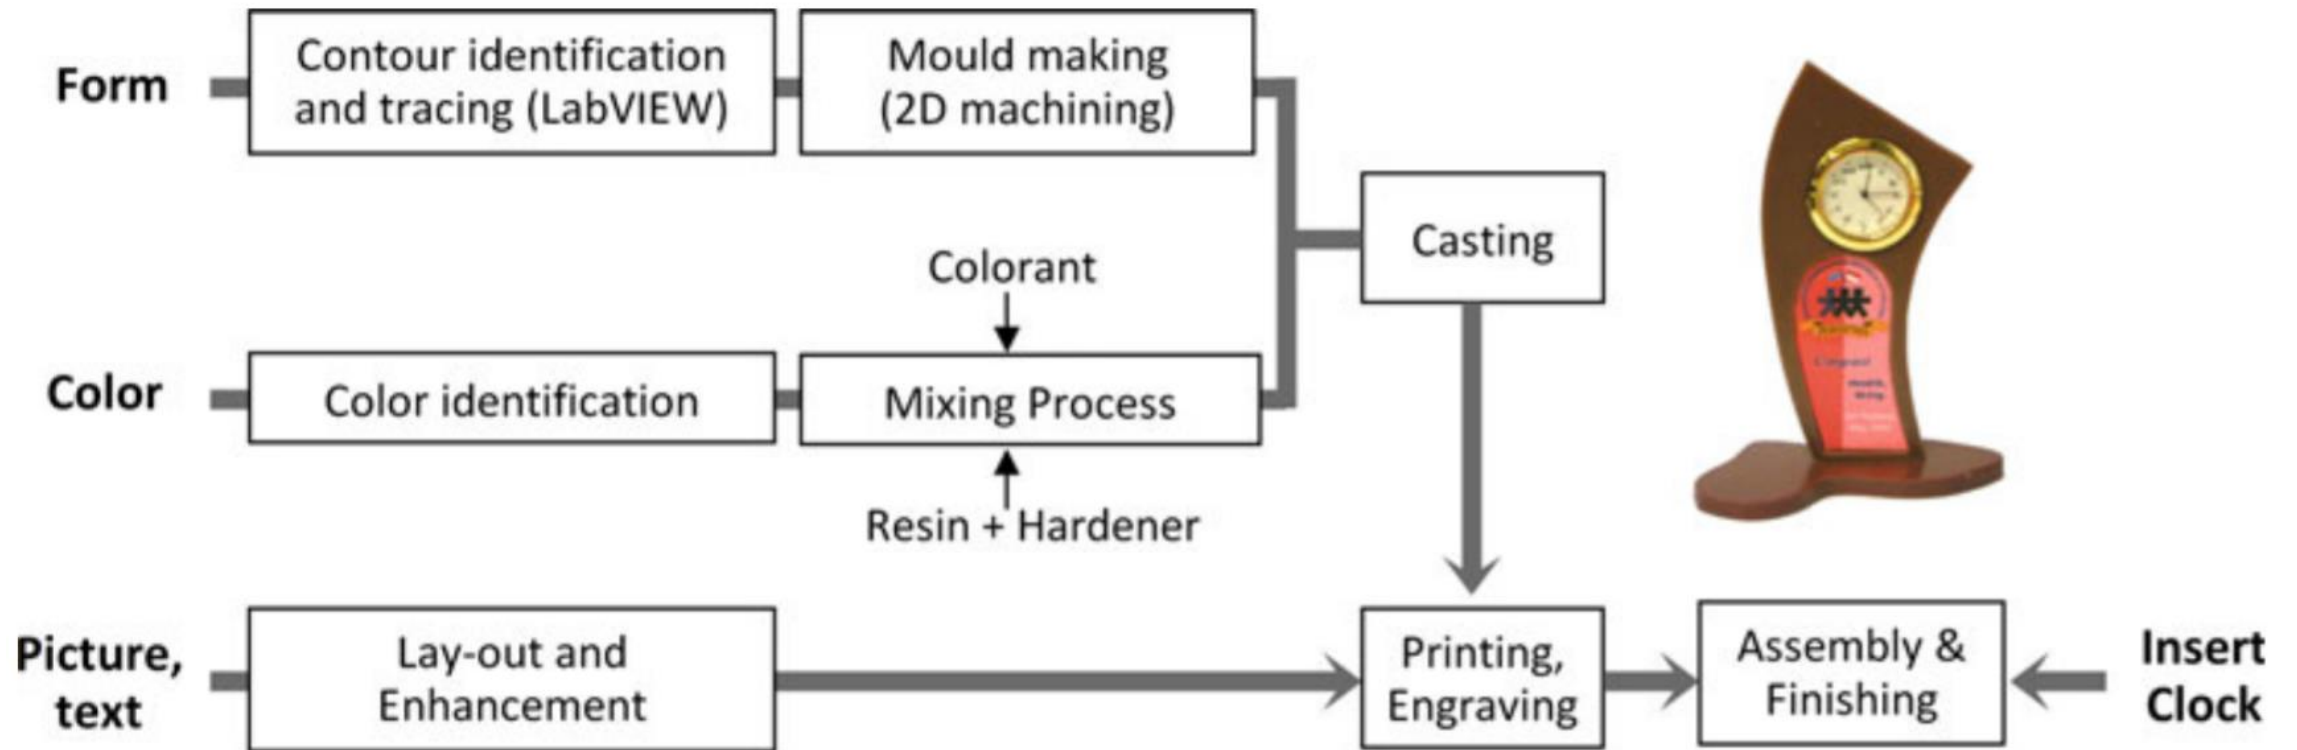 Form
Contour identification
and tracing (LabVIEW)
Mould making
(2D machining)
Casting
Colorant
Color
Color identification
Mixing Process
Resin + Hardener
Picture,
text
Lay-out and
Enhancement
Printing,
Engraving
Assembly &
Finishing
Insert
Clock